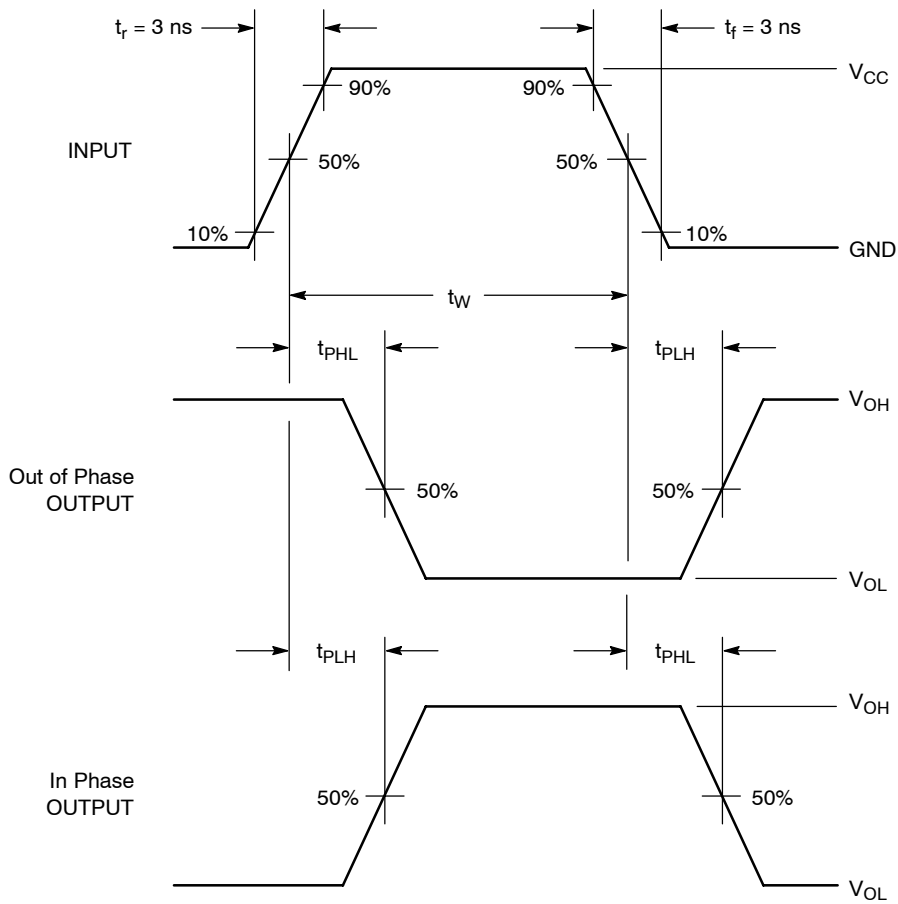 t_r = 3 ns
t_f = 3 ns
V_CC
90%
90%
INPUT
50%
50%
10%
10%
GND
t_W
t_PHL
t_PLH
V_OH
Out of Phase
OUTPUT
50%
50%
V_OL
t_PLH
t_PHL
V_OH
In Phase
OUTPUT
50%
50%
V_OL